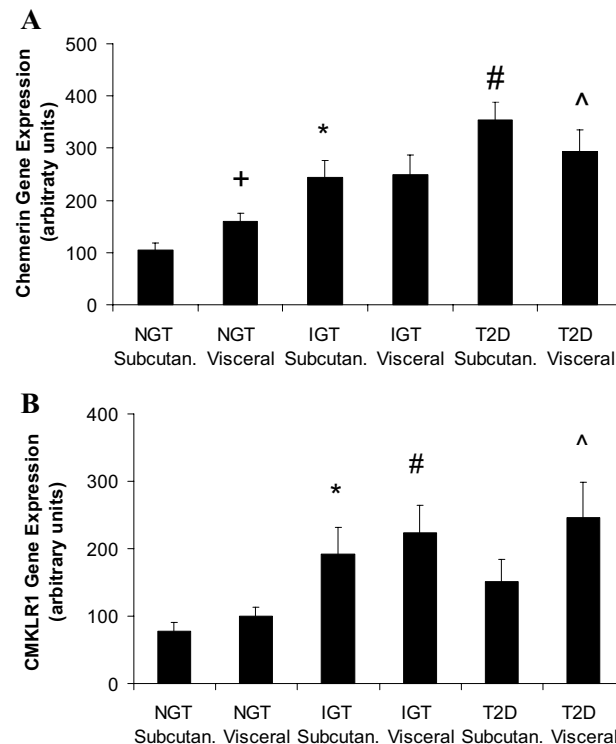 A
Chemerin Gene Expression
(arbitraty units)
500
400
300
200
100
0
+
*
#
^
NGT NGT IGT IGT T2D T2D
Subcutan. Visceral Subcutan. Visceral Subcutan. Visceral
B
CMKLR1 Gene Expression
(arbitrary units)
400
300
200
100
0
*
#
^
NGT NGT IGT IGT T2D T2D
Subcutan. Visceral Subcutan. Visceral Subcutan. Visceral